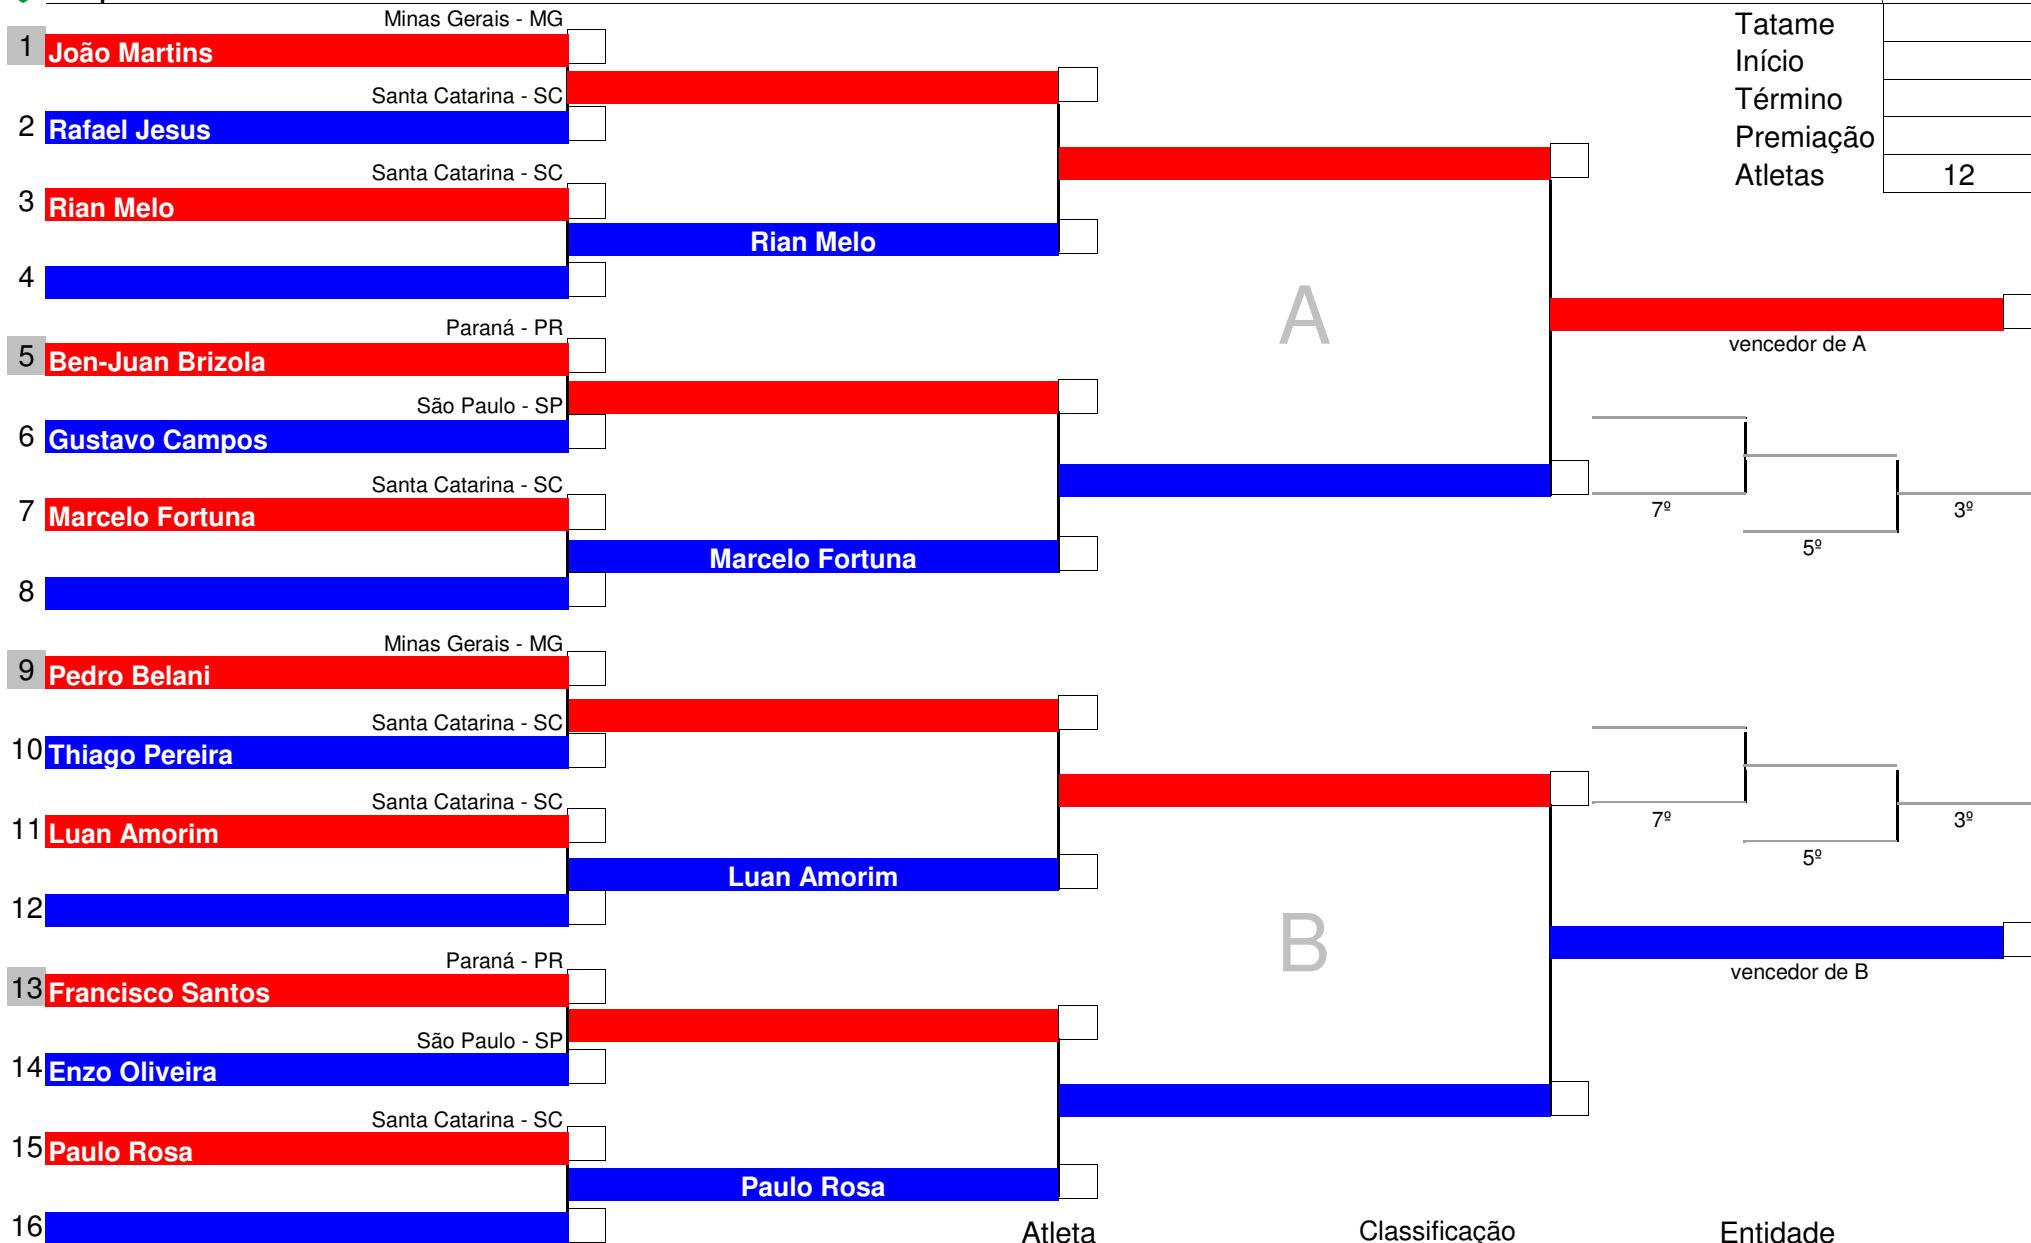 Minas Gerais - MG
1 João Martins
Santa Catarina - SC
2 Rafael Jesus
Santa Catarina - SC
3 Rian Melo
Rian Melo
4
Paraná - PR
5 Ben-Juan Brizola
São Paulo - SP
6 Gustavo Campos
Santa Catarina - SC
7 Marcelo Fortuna
Marcelo Fortuna
8
Minas Gerais - MG
9 Pedro Belani
Santa Catarina - SC
10 Thiago Pereira
Santa Catarina - SC
11 Luan Amorim
Luan Amorim
12
Paraná - PR
13 Francisco Santos
São Paulo - SP
14 Enzo Oliveira
Santa Catarina - SC
15 Paulo Rosa
Paulo Rosa
16
A
B
Tatame
Início
Término
Premiação
Atletas 12
vencedor de A
7º
5º
3º
7º
5º
3º
vencedor de B
Atleta Classificação Entidade